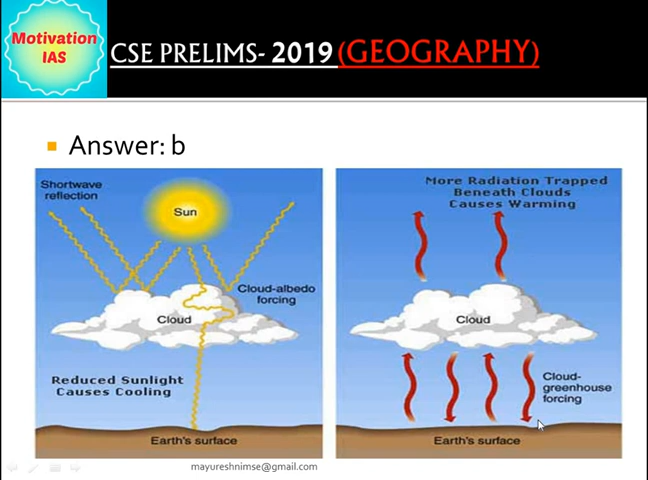 Motivation
IAS
CSE PRELIMS- 2019 (GEOGRAPHY)
Answer: b
Shortwave
reflection
Sun
Cloud-albedo
forcing
Cloud
Reduced Sunlight
Causes Cooling
Earth's surface
More Radiation Trapped
Beneath Clouds
Causes Warming
Cloud
Cloud-
greenhouse
forcing
Earth's surface
mayureshnimse@gmail.com